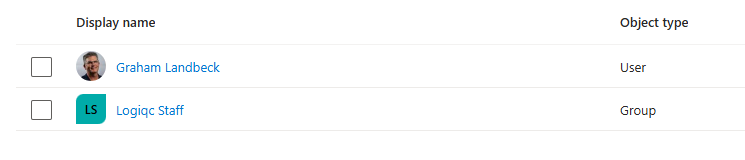 Display name Object type
Graham Landbeck User
LS Logiqc Staff Group